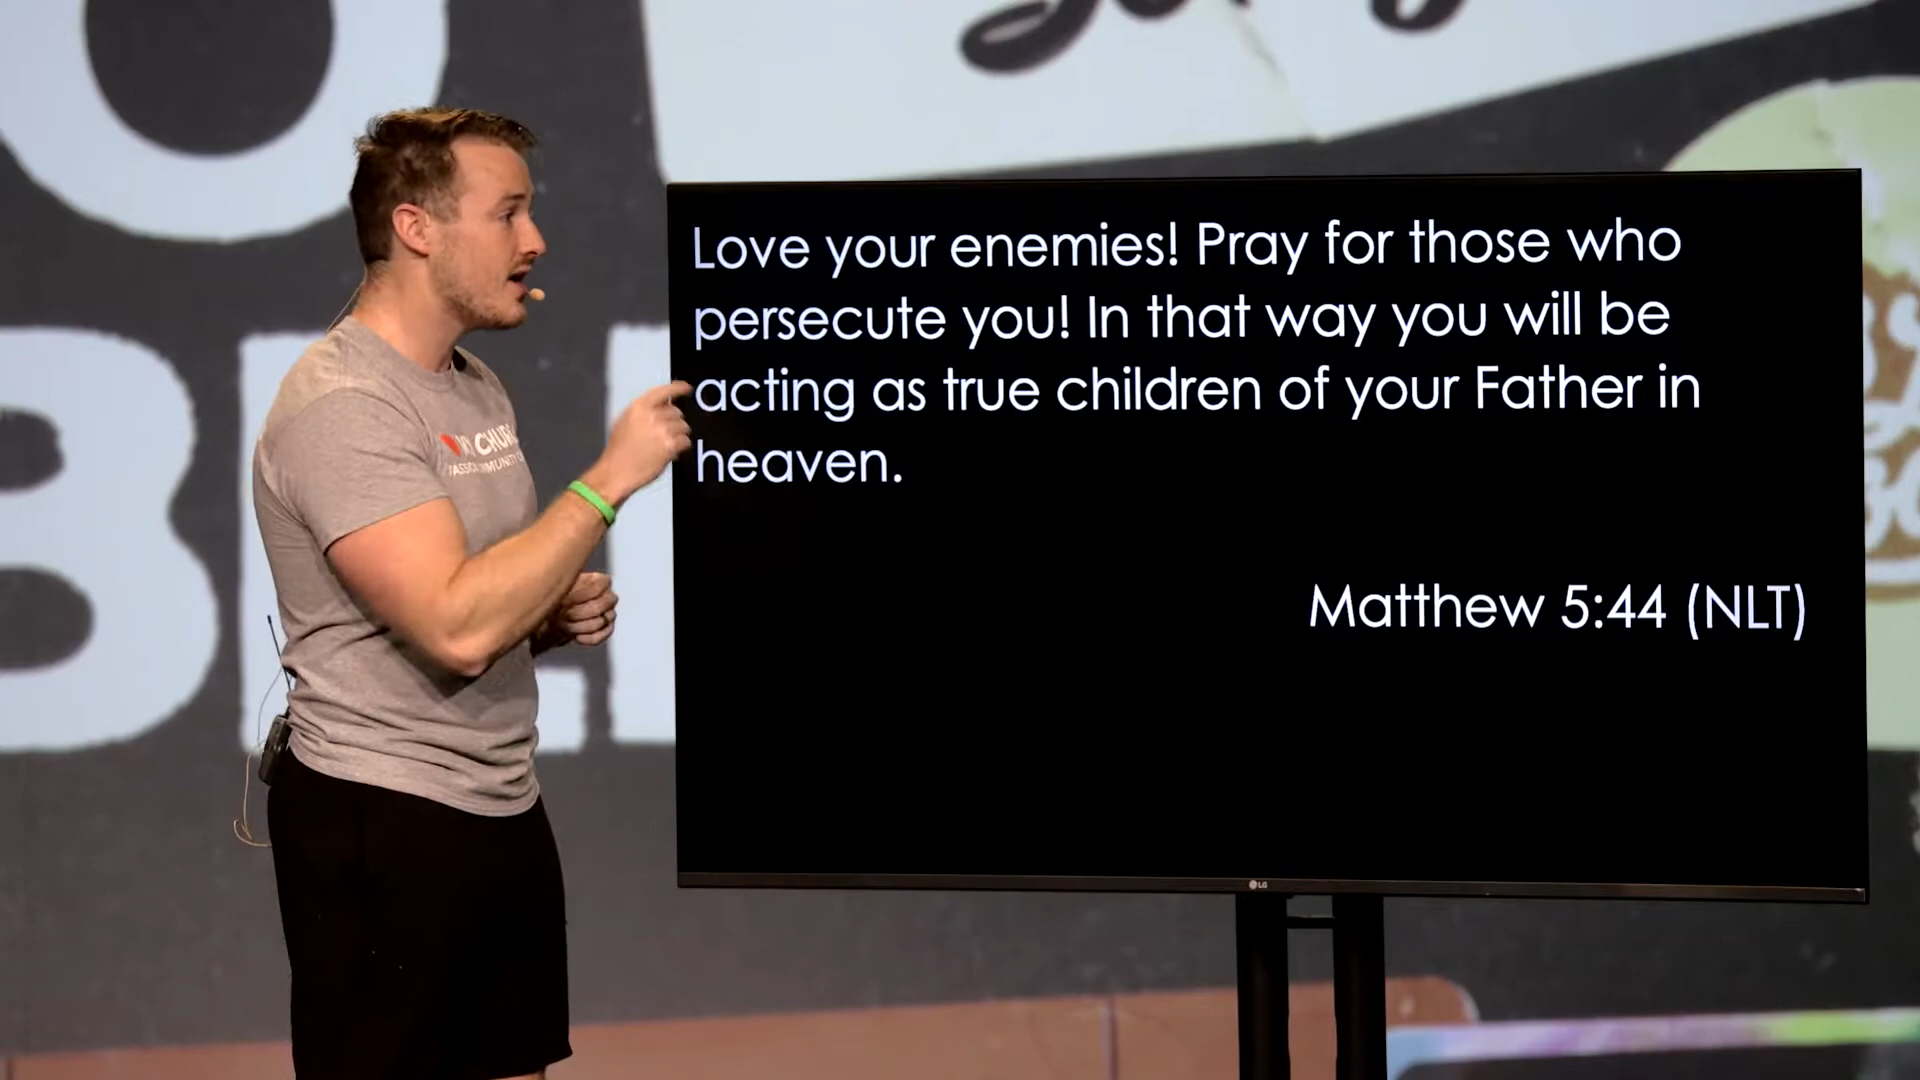 Love your enemies! Pray for those who
persecute you! In that way you will be
acting as true children of your Father in
heaven.
Matthew 5:44 (NLT)
LG